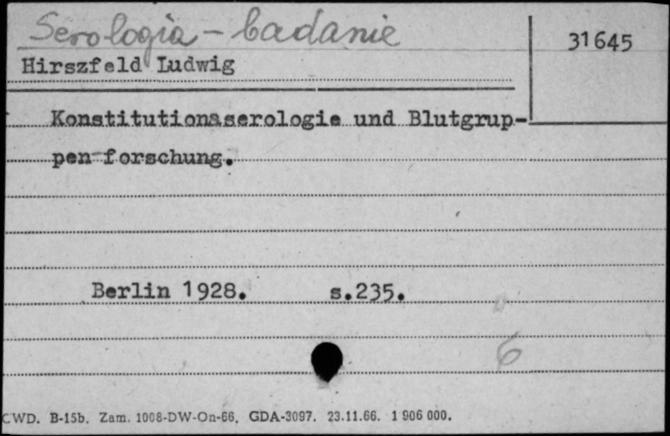 Serologia - badanie
31645
Hirszfeld Ludwig
Konstitutionsserologie und Blutgrup-
pen forschung.
Berlin 1928. s.235.
6
CWD. B-15b. Zam. 1008-DW-On-66. GDA-3097. 23.11.66. 1 906 000.